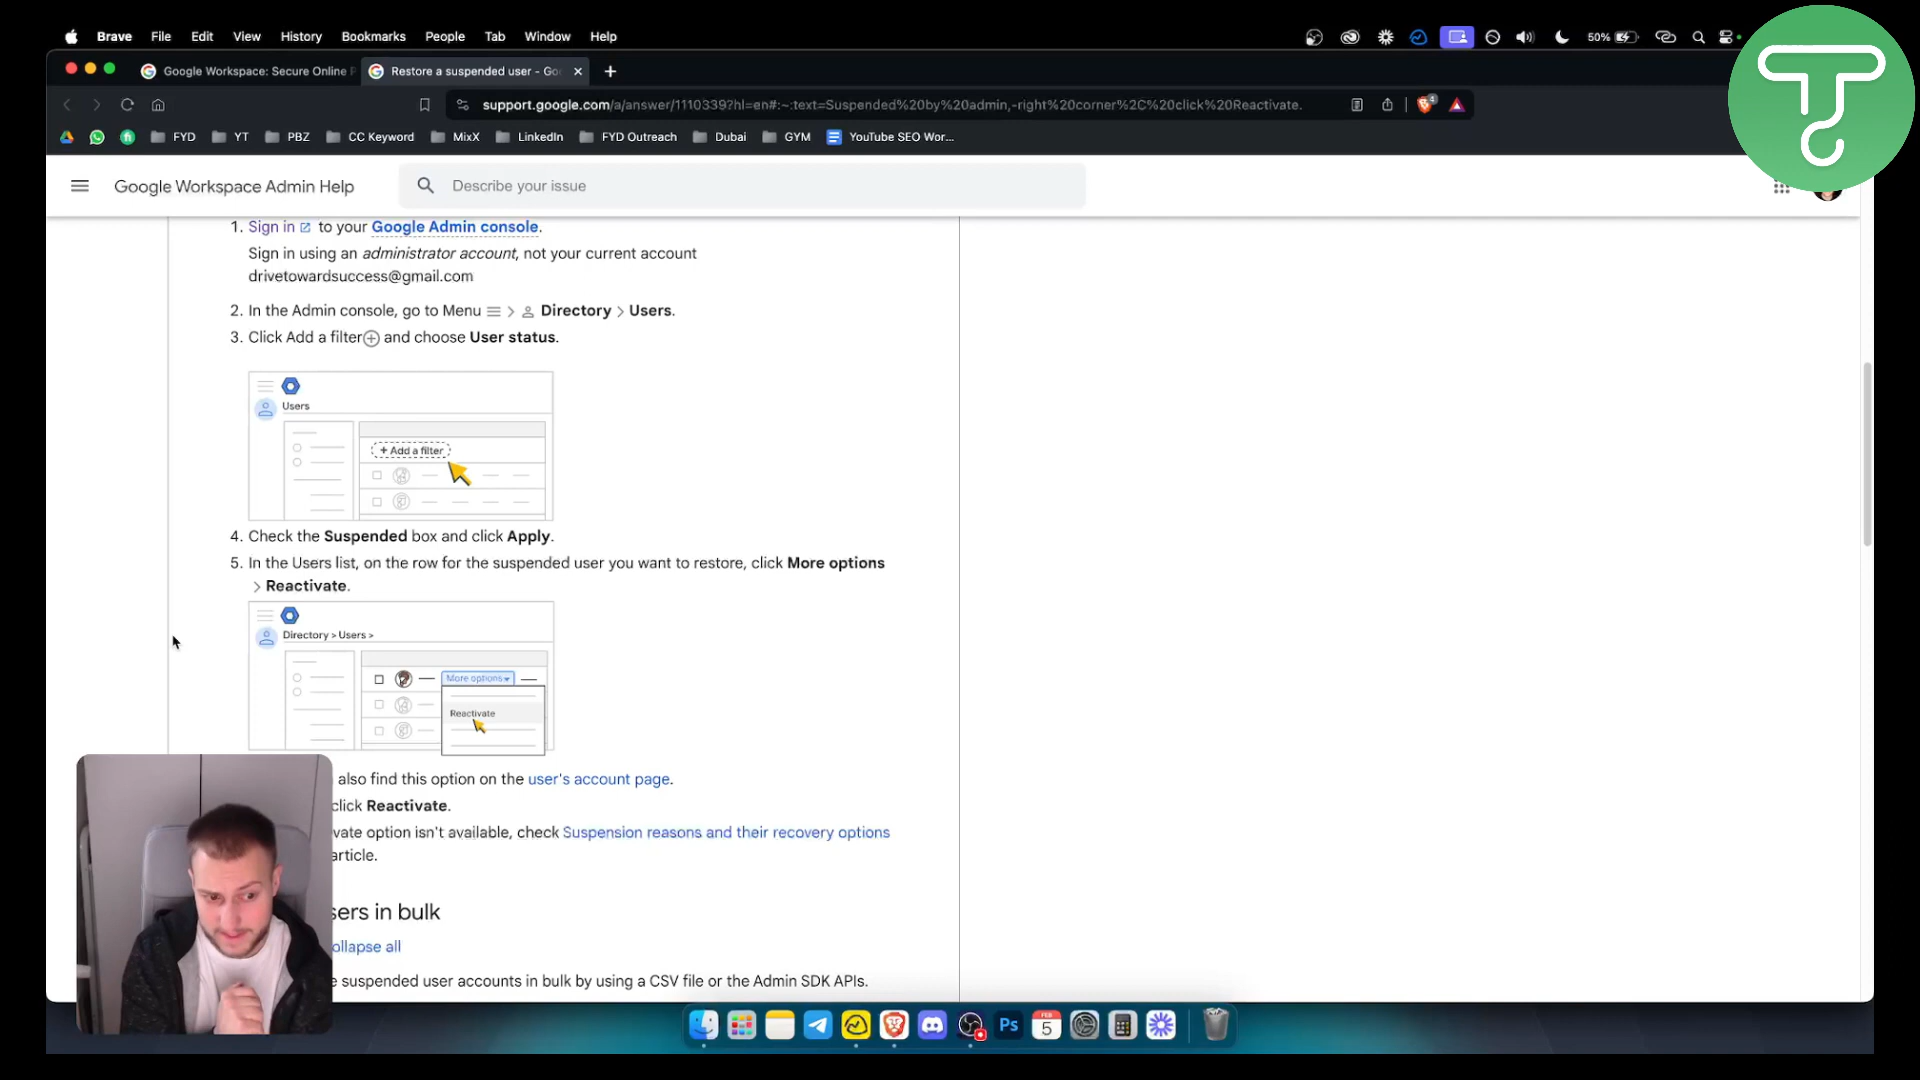 Brave File Edit View History Bookmarks People Tab Window Help 50%
Google Workspace: Secure Online P Restore a suspended user - Goo
support.google.com/a/answer/1110339?hl=en#:~:text=Suspended%20by%20admin,-right%20corner%2C%20click%20Reactivate.
FYD YT PBZ CC Keyword MixX LinkedIn FYD Outreach Dubai GYM YouTube SEO Wor...
Google Workspace Admin Help Describe your issue
1. Sign in to your Google Admin console.
Sign in using an administrator account, not your current account
drivetowardsuccess@gmail.com
2. In the Admin console, go to Menu > Directory > Users.
3. Click Add a filter and choose User status.
Users
+ Add a filter
4. Check the Suspended box and click Apply.
5. In the Users list, on the row for the suspended user you want to restore, click More options
> Reactivate.
Directory > Users >
More options
Reactivate
also find this option on the user's account page.
click Reactivate.
vate option isn't available, check Suspension reasons and their recovery options
article.
sers in bulk
ollapse all
e suspended user accounts in bulk by using a CSV file or the Admin SDK APIs.
Ps
FEB
5